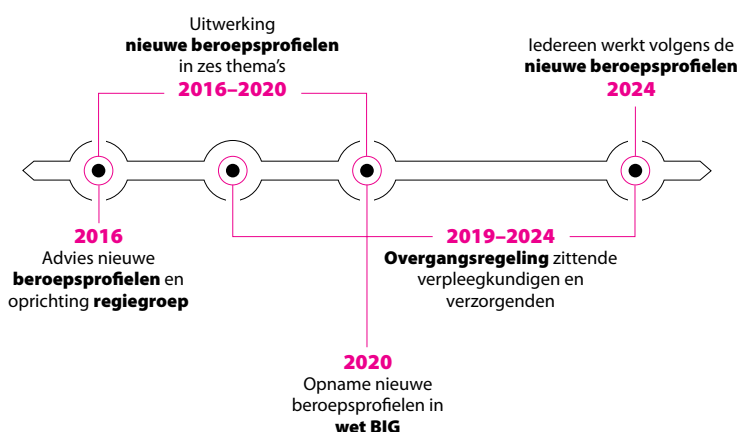 Uitwerking
nieuwe beroepsprofielen
in zes thema's
2016–2020
Iedereen werkt volgens de
nieuwe beroepsprofielen
2024
2016
Advies nieuwe
beroepsprofielen en
oprichting regiegroep
2019–2024
Overgangsregeling zittende
verpleegkundigen en
verzorgenden
2020
Opname nieuwe
beroepsprofielen in
wet BIG